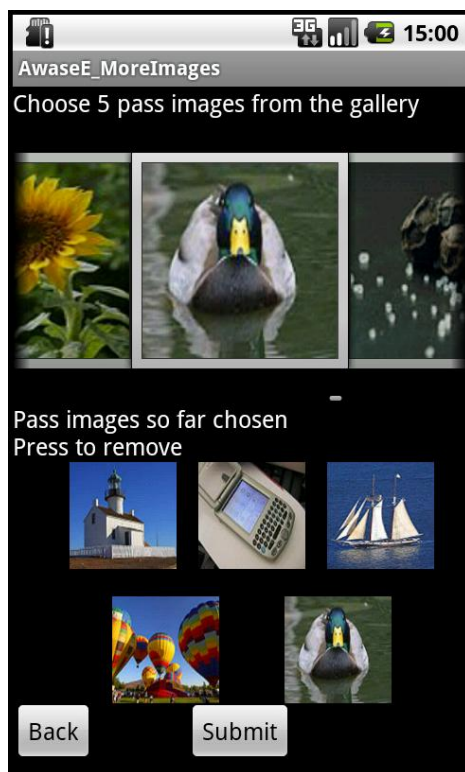 3G 15:00
AwaseE_MoreImages
Choose 5 pass images from the gallery
Pass images so far chosen
Press to remove
Back Submit